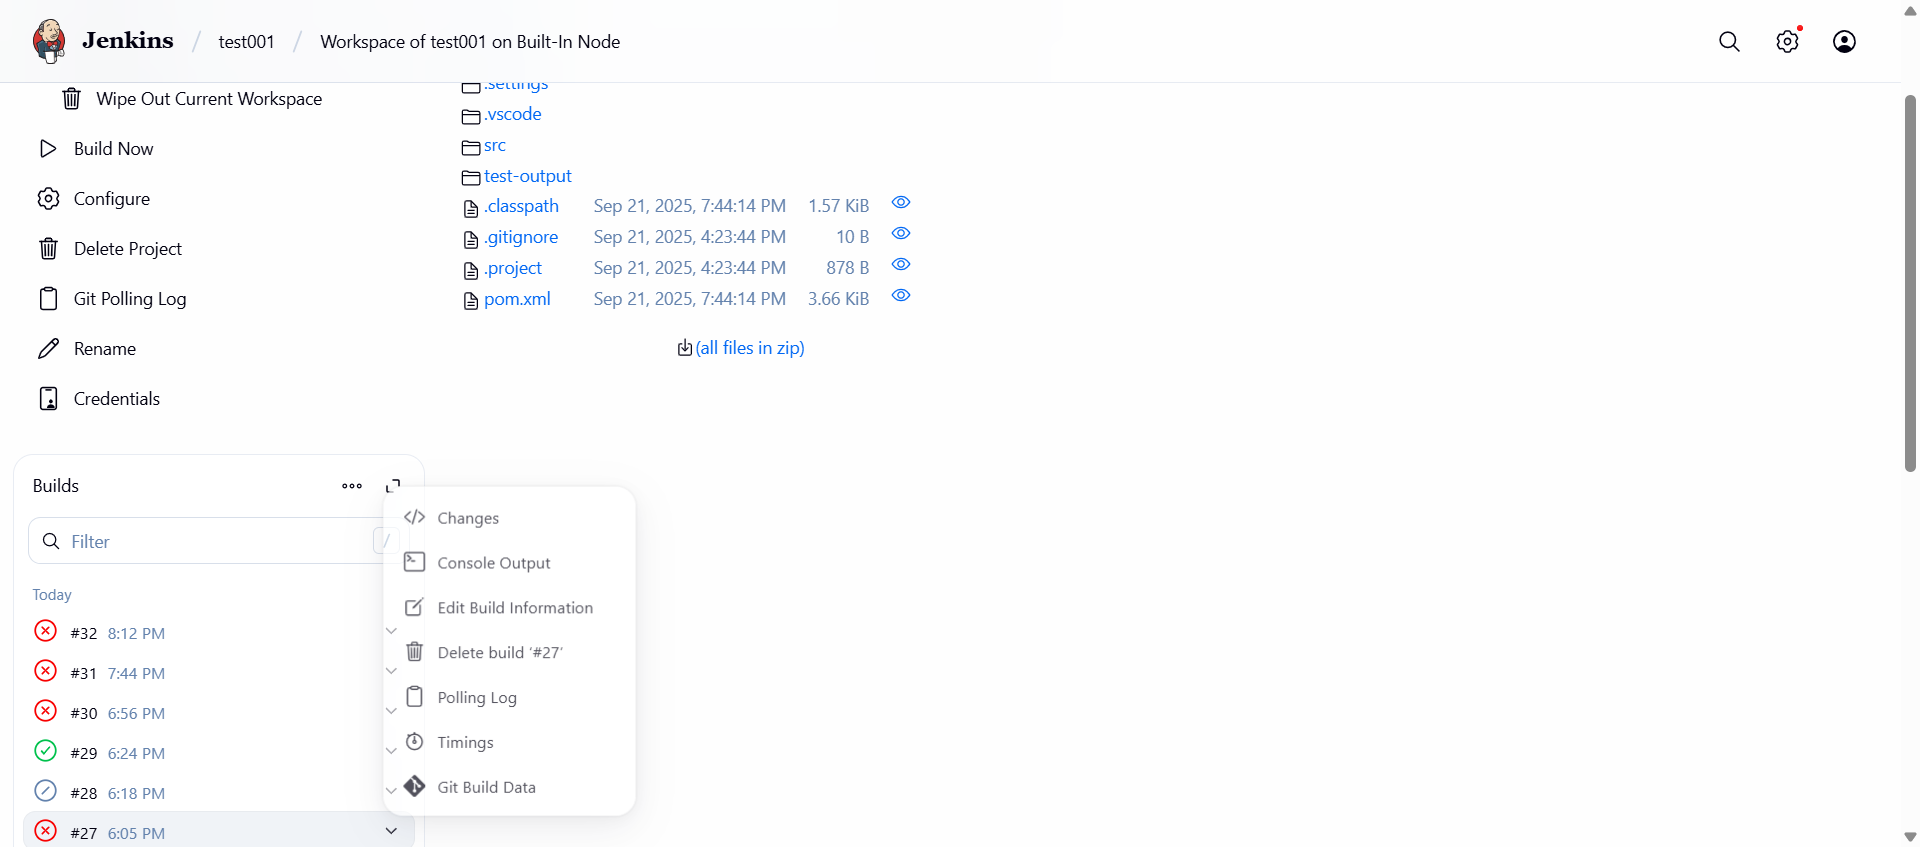 Jenkins / test001 / Workspace of test001 on Built-In Node
Wipe Out Current Workspace
Build Now
Configure
Delete Project
Git Polling Log
Rename
Credentials
.settings
.vscode
src
test-output
.classpath Sep 21, 2025, 7:44:14 PM 1.57 KiB
.gitignore Sep 21, 2025, 4:23:44 PM 10 B
.project Sep 21, 2025, 4:23:44 PM 878 B
pom.xml Sep 21, 2025, 7:44:14 PM 3.66 KiB
(all files in zip)
Builds
Filter /
Today
#32 8:12 PM
#31 7:44 PM
#30 6:56 PM
#29 6:24 PM
#28 6:18 PM
#27 6:05 PM
Changes
Console Output
Edit Build Information
Delete build ‘#27’
Polling Log
Timings
Git Build Data